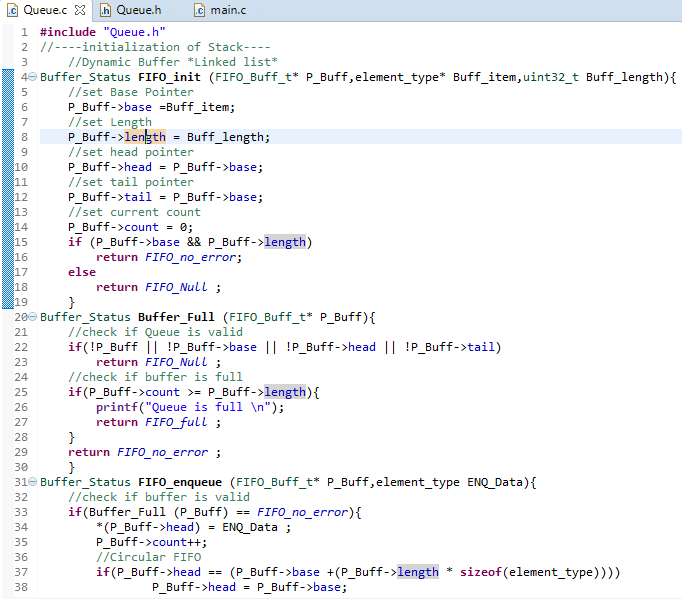 Queue.c Queue.h main.c
1 #include "Queue.h"
2 //----initialization of Stack----
3 //Dynamic Buffer *Linked list*
4 Buffer_Status FIFO_init (FIFO_Buff_t* P_Buff,element_type* Buff_item,uint32_t Buff_length){
5 //set Base Pointer
6 P_Buff->base =Buff_item;
7 //set Length
8 P_Buff->length = Buff_length;
9 //set head pointer
10 P_Buff->head = P_Buff->base;
11 //set tail pointer
12 P_Buff->tail = P_Buff->base;
13 //set current count
14 P_Buff->count = 0;
15 if (P_Buff->base && P_Buff->length)
16 return FIFO_no_error;
17 else
18 return FIFO_Null ;
19 }
20 Buffer_Status Buffer_Full (FIFO_Buff_t* P_Buff){
21 //check if Queue is valid
22 if(!P_Buff || !P_Buff->base || !P_Buff->head || !P_Buff->tail)
23 return FIFO_Null ;
24 //check if buffer is full
25 if(P_Buff->count >= P_Buff->length){
26 printf("Queue is full \n");
27 return FIFO_full ;
28 }
29 return FIFO_no_error ;
30 }
31 Buffer_Status FIFO_enqueue (FIFO_Buff_t* P_Buff,element_type ENQ_Data){
32 //check if buffer is valid
33 if(Buffer_Full (P_Buff) == FIFO_no_error){
34 *(P_Buff->head) = ENQ_Data ;
35 P_Buff->count++;
36 //Circular FIFO
37 if(P_Buff->head == (P_Buff->base +(P_Buff->length * sizeof(element_type))))
38 P_Buff->head = P_Buff->base;